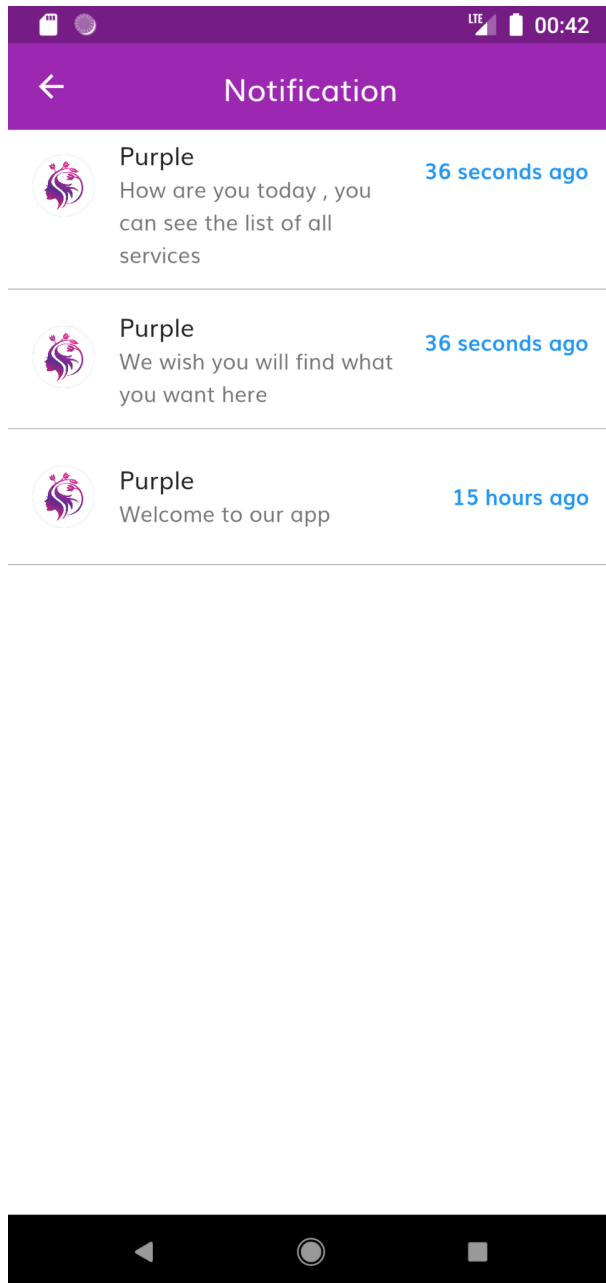 LTE 00:42
Notification
Purple
36 seconds ago
How are you today , you
can see the list of all
services
Purple
36 seconds ago
We wish you will find what
you want here
Purple
15 hours ago
Welcome to our app